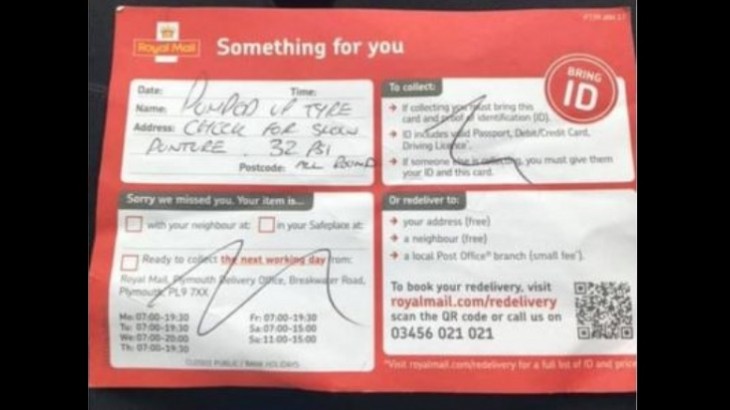 Royal Mail
Something for you
Date: Time:
Name: PUMPED UP TYRE
Address: CHECK FOR SLOW
PUNTURE. 32 PSI
Postcode: ALL ROUND
To collect:
BRING
ID
→ If collecting you must bring this
card and proof of identification (ID).
→ ID includes valid Passport, Debit/Credit Card,
Driving Licence
→ If someone else is collecting, you must give them
your ID and this card.
Sorry we missed you. Your item is...
with your neighbour at: in your Safeplace at:
Ready to collect the next working day from:
Royal Mail, Plymouth Delivery Office, Breakwater Road,
Plymouth, PL9 7XX
Mo: 07:00-19:30
Tu: 07:00-19:30
We: 07:00-20:00
Th: 07:00-19:30
Fr: 07:00-19:30
Sa: 07:00-15:00
Su: 11:00-15:00
CLOSED PUBLIC / BANK HOLIDAYS
Or redeliver to:
→ your address (free)
→ a neighbour (free)
→ a local Post Office® branch (small fee*).
To book your redelivery, visit
royalmail.com/redelivery
scan the QR code or call us on
03456 021 021
*Visit royalmail.com/redelivery for a full list of ID and price